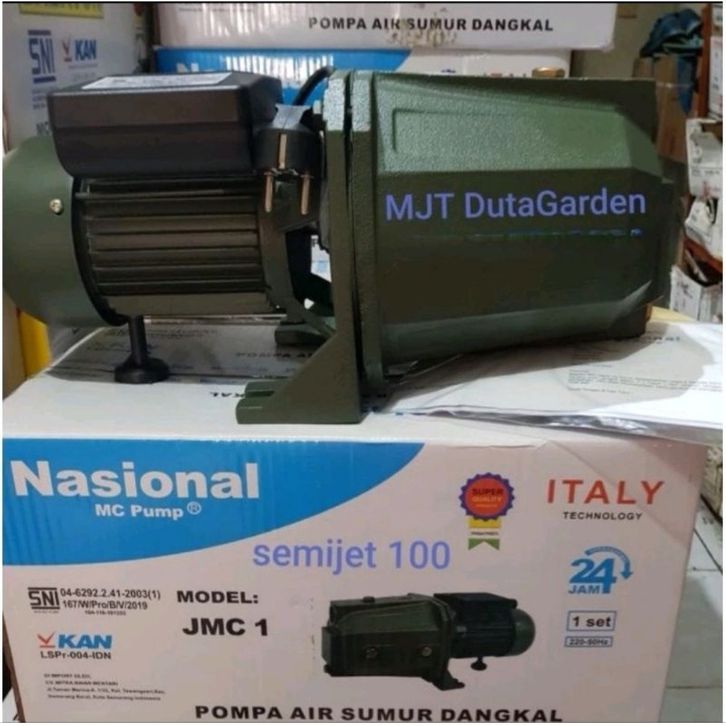 POMPA AIR SUMUR DANGKAL
SNI
KAN
MJT DutaGarden
Nasional
MC Pump®
SUPER
QUALITY
ITALY
TECHNOLOGY
semijet 100
24
JAM
SNI 04-6292.2.41-2003(1)
167/W/Pro/B/V/2019
MODEL:
JMC 1
1 set
220-50Hz
KAN
LSPr-004-IDN
POMPA AIR SUMUR DANGKAL